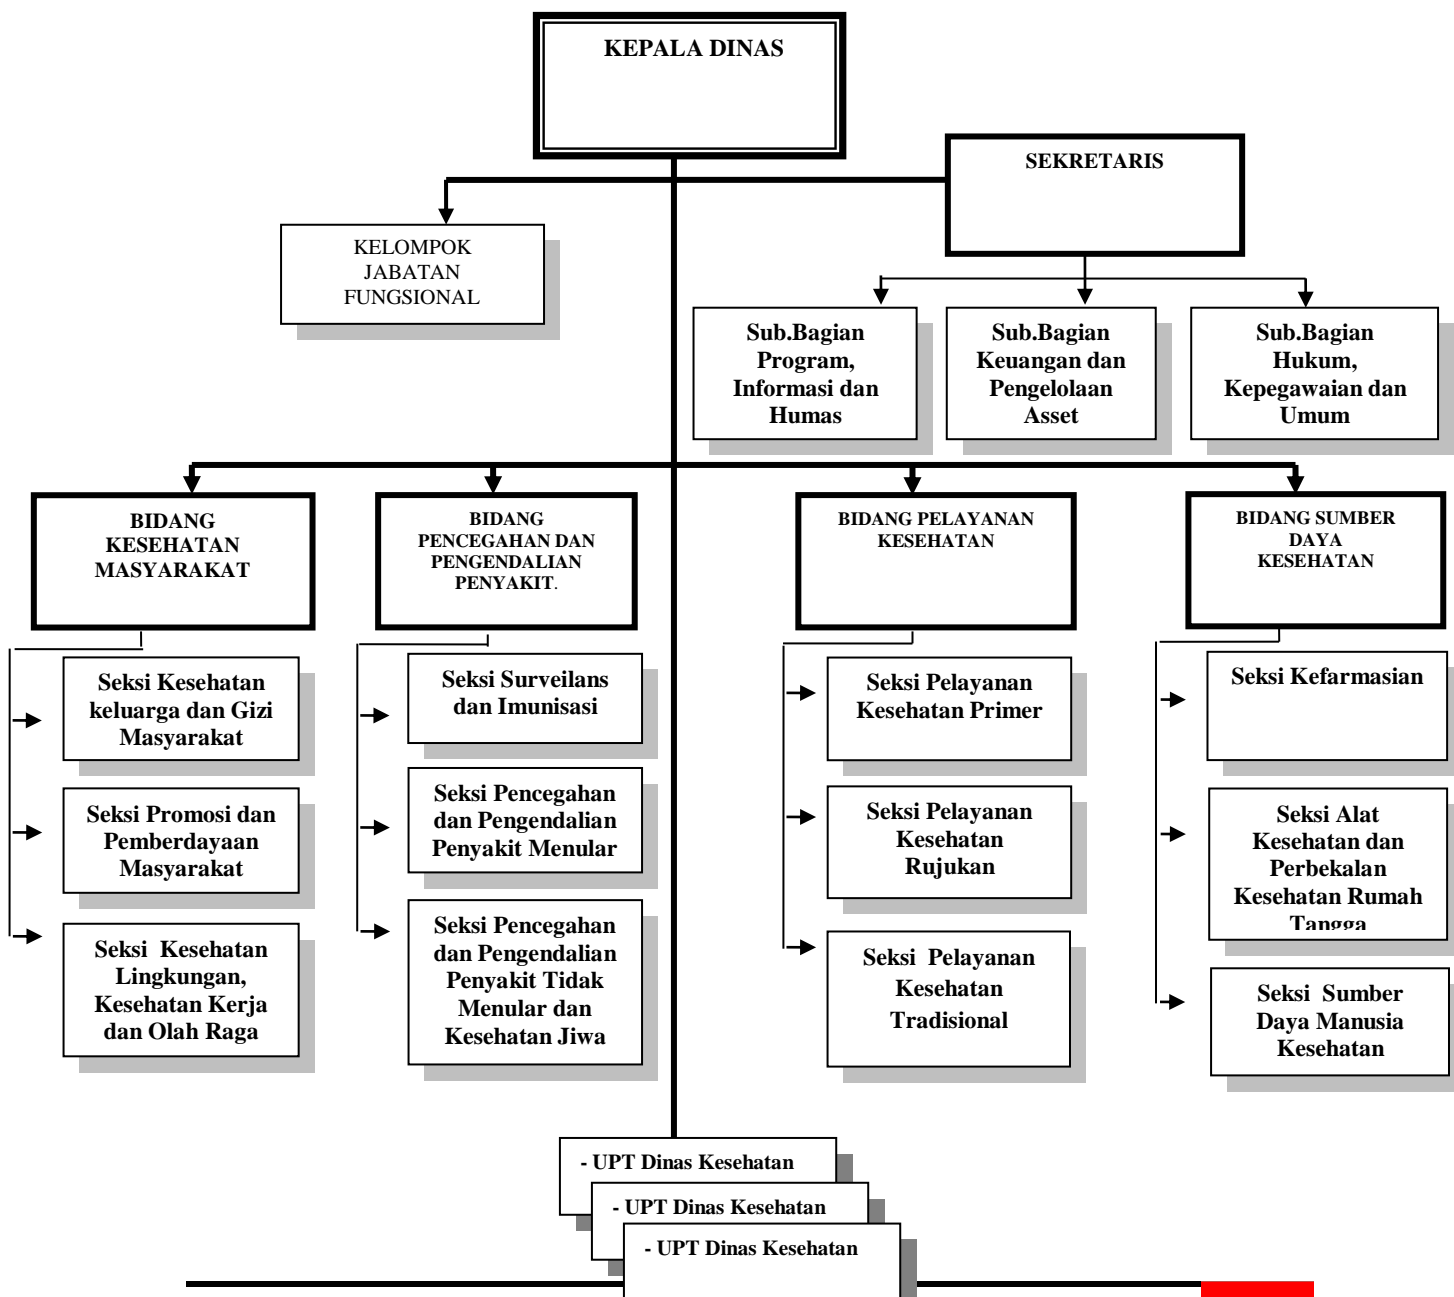 KEPALA DINAS
SEKRETARIS
KELOMPOK
JABATAN
FUNGSIONAL
Sub.Bagian
Program,
Informasi dan
Humas
Sub.Bagian
Keuangan dan
Pengelolaan
Asset
Sub.Bagian
Hukum,
Kepegawaian dan
Umum
BIDANG
KESEHATAN
MASYARAKAT
BIDANG
PENCEGAHAN DAN
PENGENDALIAN
PENYAKIT.
BIDANG PELAYANAN
KESEHATAN
BIDANG SUMBER
DAYA
KESEHATAN
Seksi Kesehatan
keluarga dan Gizi
Masyarakat
Seksi Promosi dan
Pemberdayaan
Masyarakat
Seksi  Kesehatan
Lingkungan,
Kesehatan Kerja
dan Olah Raga
Seksi Surveilans
dan Imunisasi
Seksi Pencegahan
dan Pengendalian
Penyakit Menular
Seksi Pencegahan
dan Pengendalian
Penyakit Tidak
Menular dan
Kesehatan Jiwa
Seksi Pelayanan
Kesehatan Primer
Seksi Pelayanan
Kesehatan
Rujukan
Seksi  Pelayanan
Kesehatan
Tradisional
Seksi Kefarmasian
Seksi Alat
Kesehatan dan
Perbekalan
Kesehatan Rumah
Tangga
Seksi  Sumber
Daya Manusia
Kesehatan
- UPT Dinas Kesehatan
- UPT Dinas Kesehatan
- UPT Dinas Kesehatan